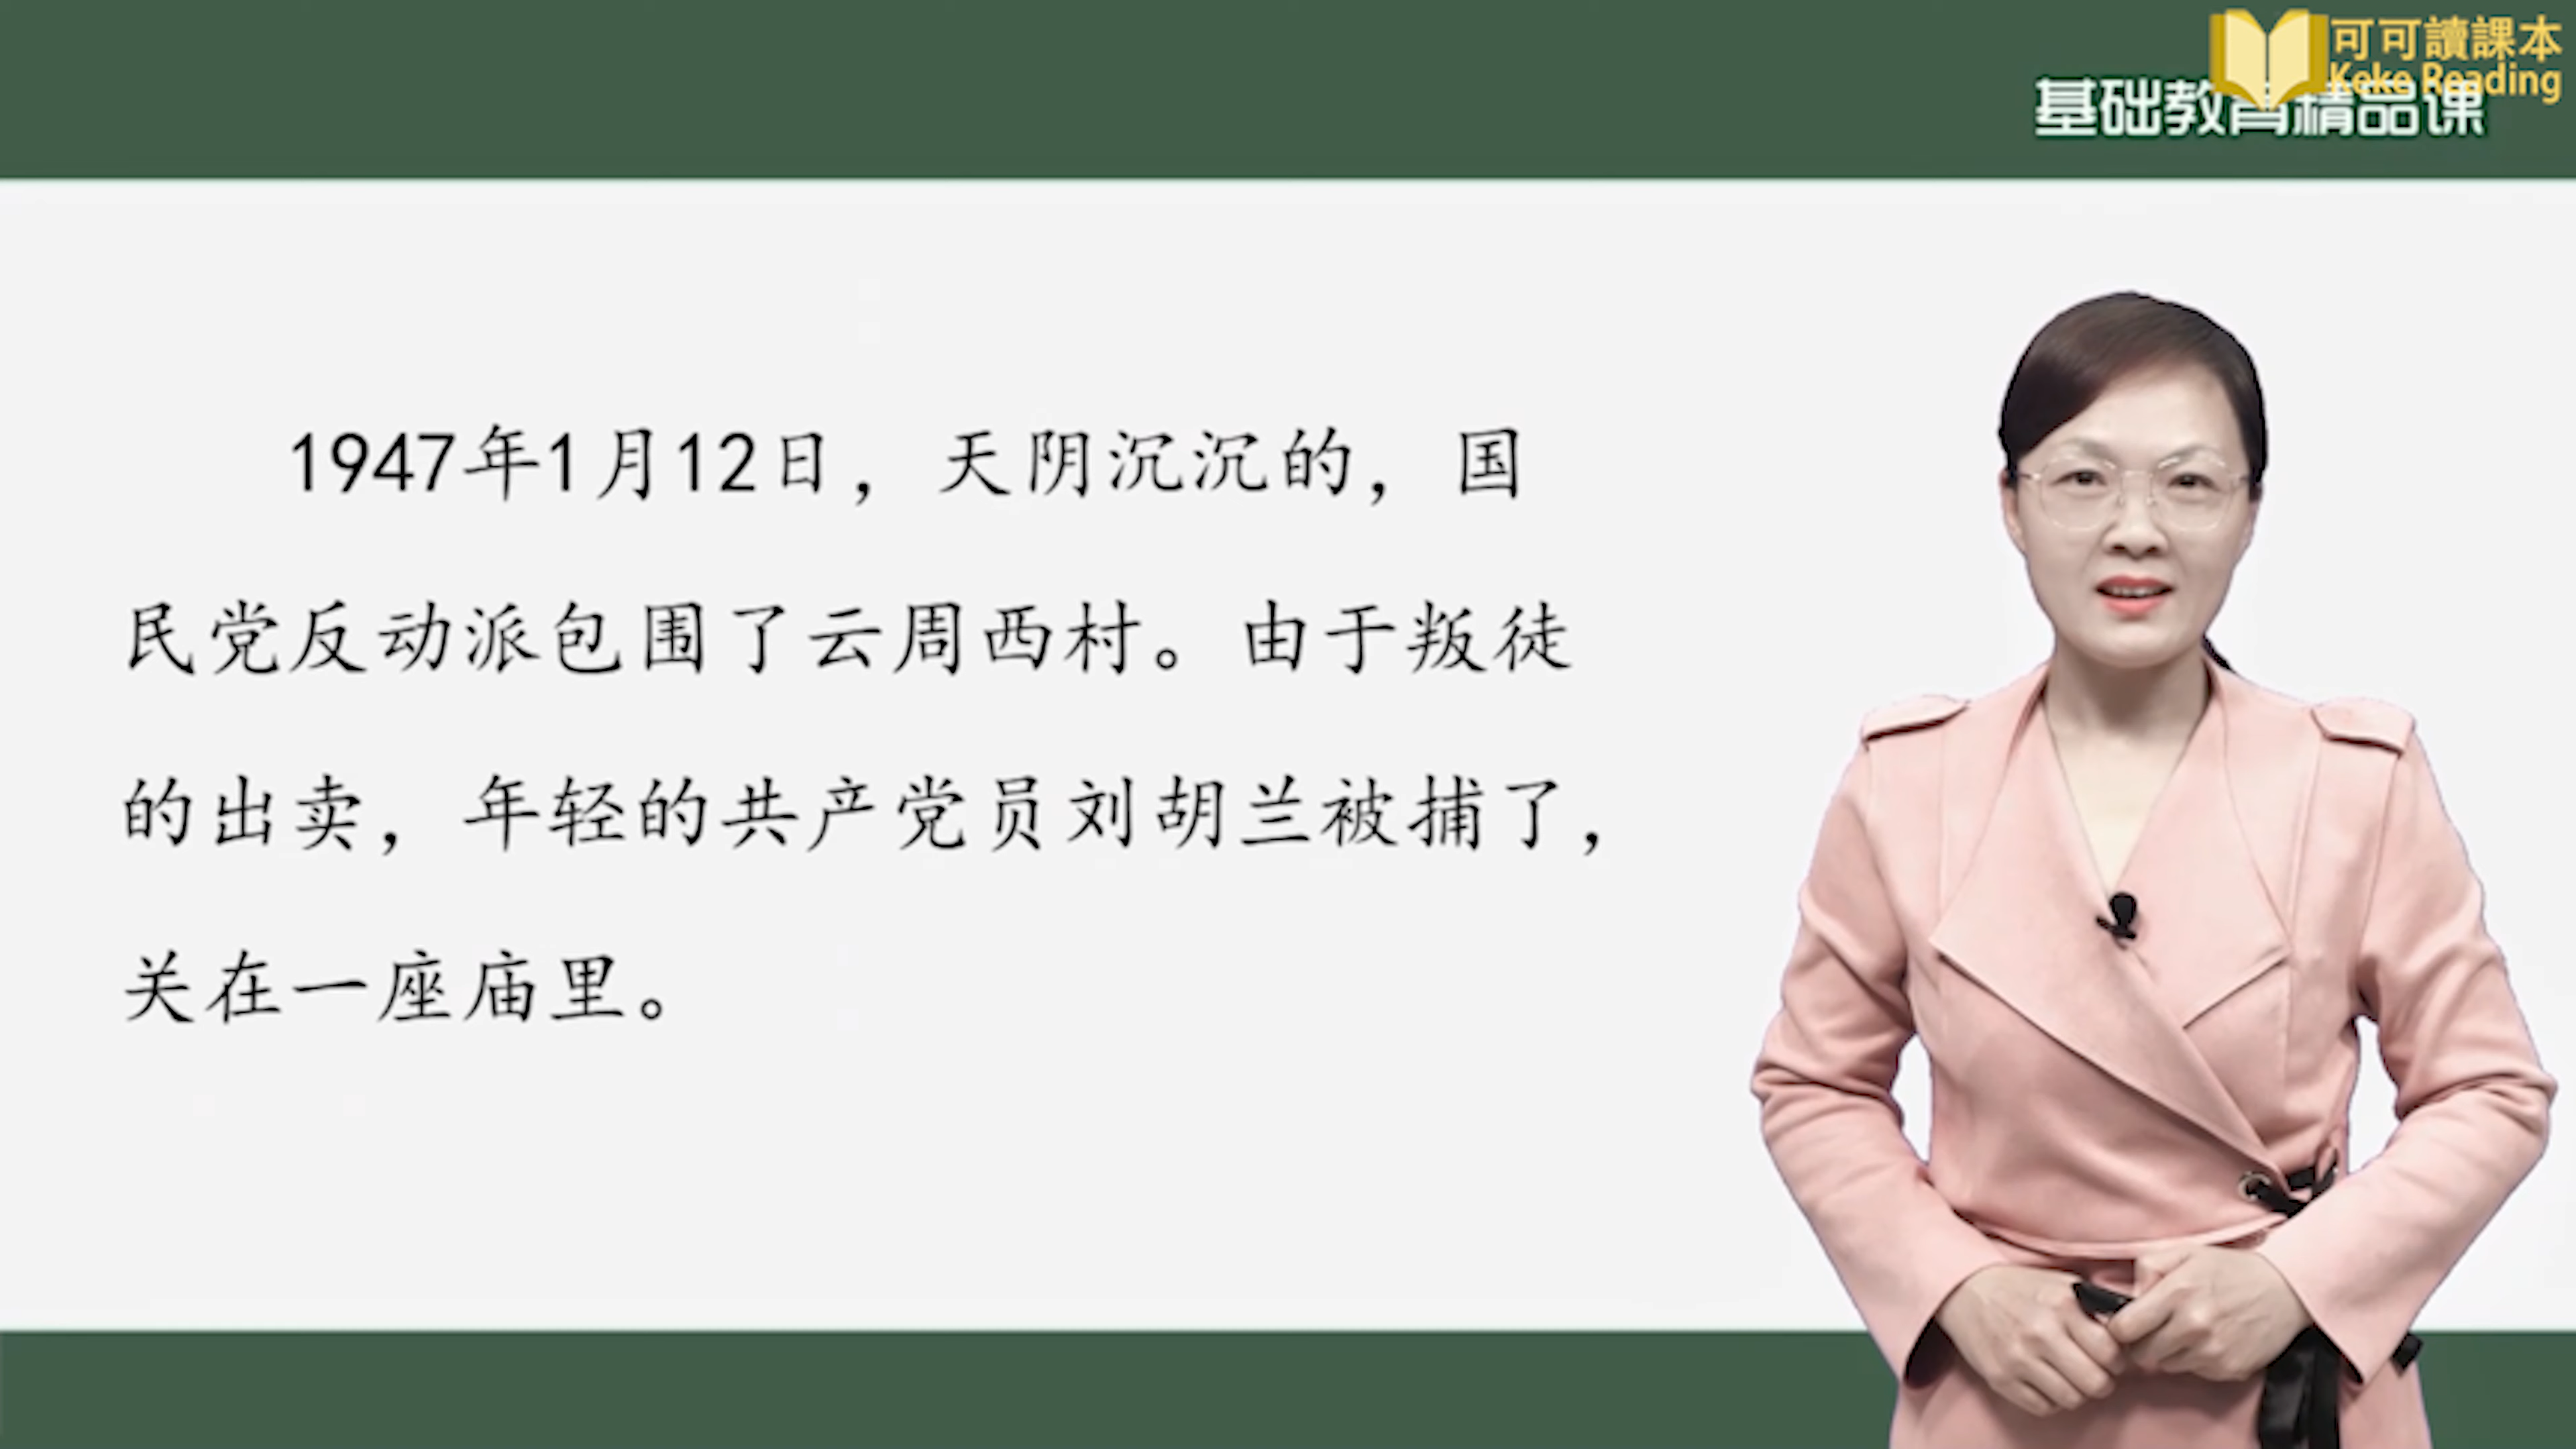 可可讀課本
Keke Reading
基础教育精品课
1947年1月12日，天阴沉沉的，国
民党反动派包围了云周西村。由于叛徒
的出卖，年轻的共产党员刘胡兰被捕了，
关在一座庙里。